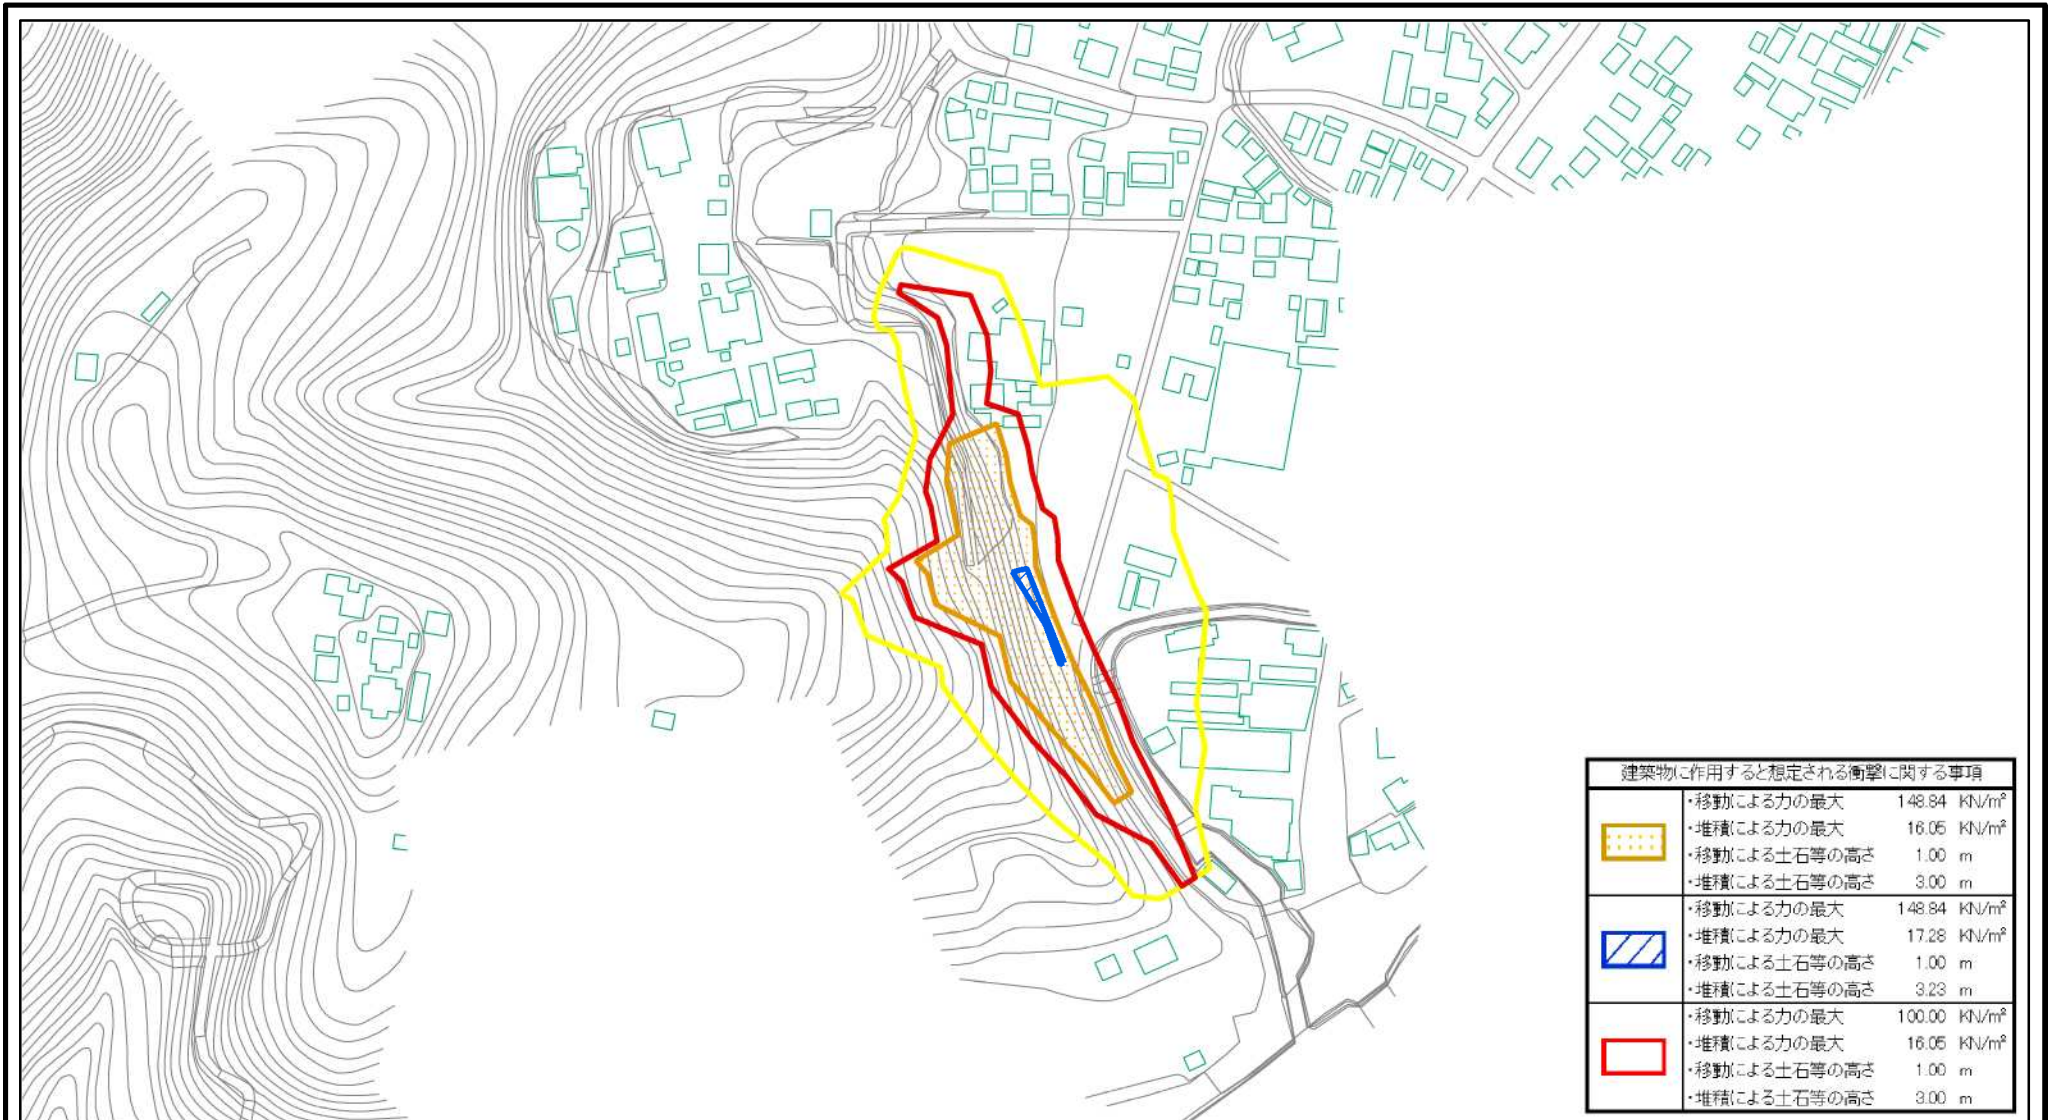 建築物に作用すると想定される衝撃に関する事項
・移動による力の最大 148.84 KN/m²
・堆積による力の最大 16.05 KN/m²
・移動による土石等の高さ 1.00 m
・堆積による土石等の高さ 3.00 m
・移動による力の最大 148.84 KN/m²
・堆積による力の最大 17.28 KN/m²
・移動による土石等の高さ 1.00 m
・堆積による土石等の高さ 3.23 m
・移動による力の最大 100.00 KN/m²
・堆積による力の最大 16.05 KN/m²
・移動による土石等の高さ 1.00 m
・堆積による土石等の高さ 3.00 m